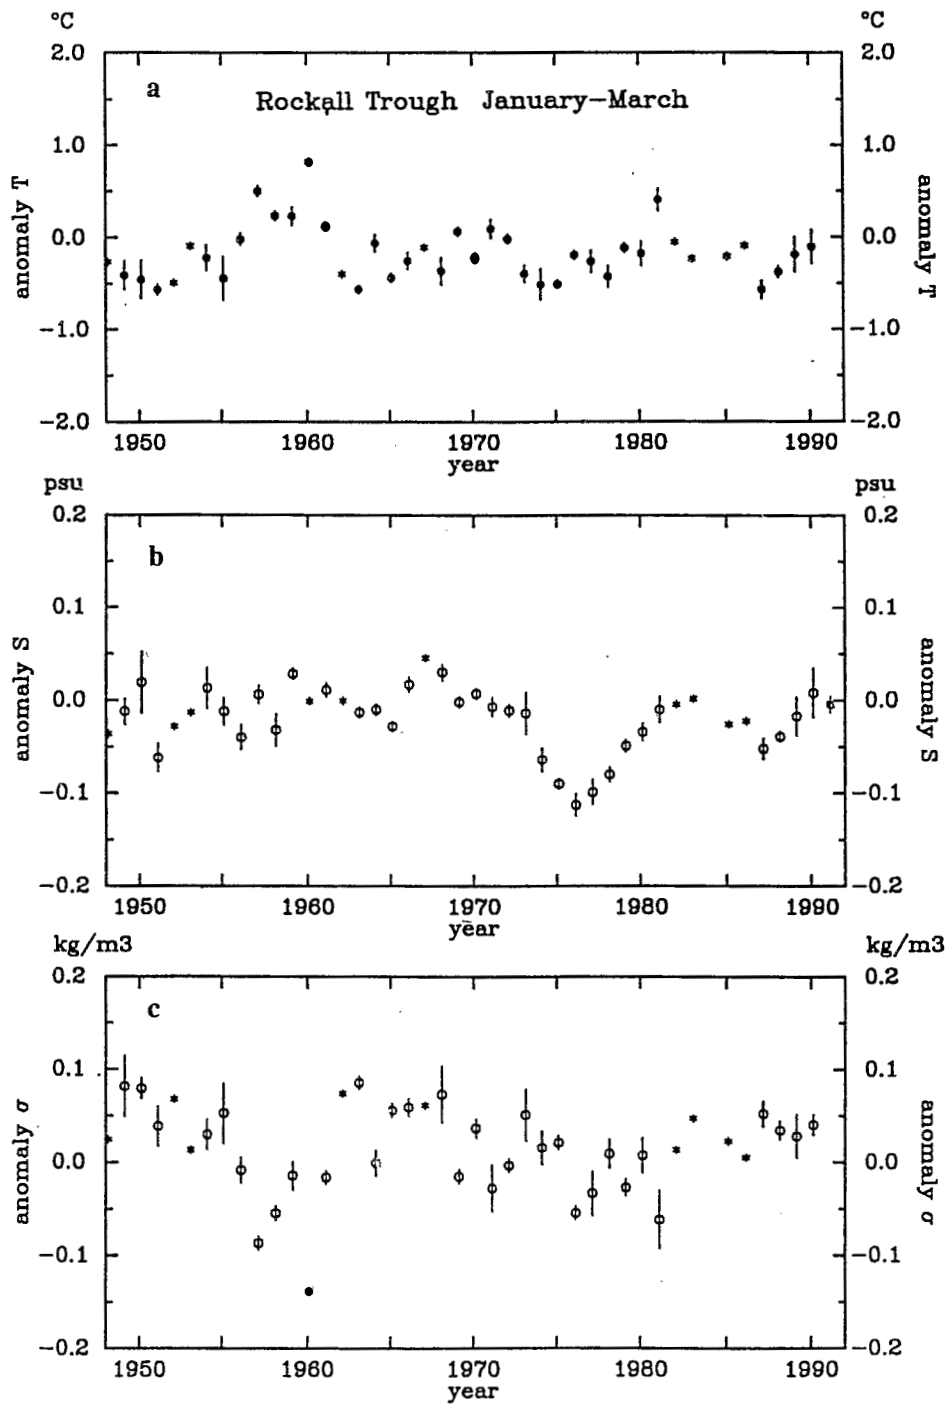 °C °C
2.0 2.0
a
Rockall Trough January–March
1.0 1.0
anomaly T 0.0 0.0 anomaly T
−1.0 −1.0
−2.0 −2.0
1950 1960 1970 1980 1990
year
psu psu
0.2 0.2
b
0.1 0.1
anomaly S 0.0 0.0 anomaly S
−0.1 −0.1
−0.2 −0.2
1950 1960 1970 1980 1990
year
kg/m3 kg/m3
0.2 0.2
c
0.1 0.1
anomaly σ 0.0 0.0 anomaly σ
−0.1 −0.1
−0.2 −0.2
1950 1960 1970 1980 1990
year